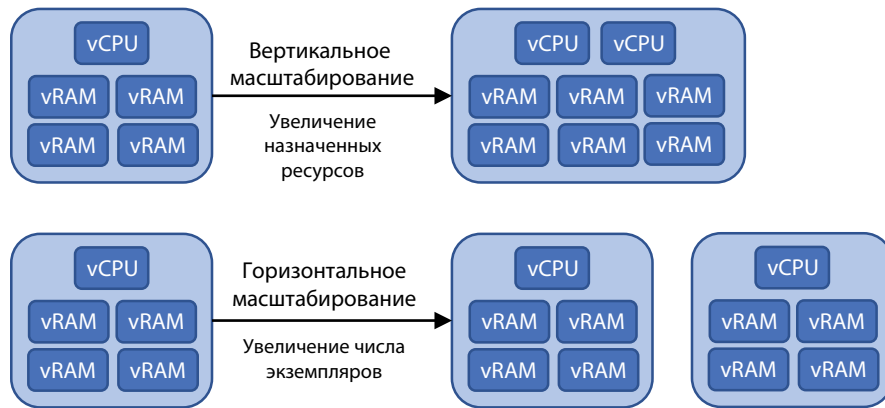 vCPU
vRAM vRAM
vRAM vRAM
Вертикальное
масштабирование
Увеличение
назначенных
ресурсов
vCPU vCPU
vRAM vRAM vRAM
vRAM vRAM vRAM
vCPU
vRAM vRAM
vRAM vRAM
Горизонтальное
масштабирование
Увеличение числа
экземпляров
vCPU
vRAM vRAM
vRAM vRAM
vCPU
vRAM vRAM
vRAM vRAM